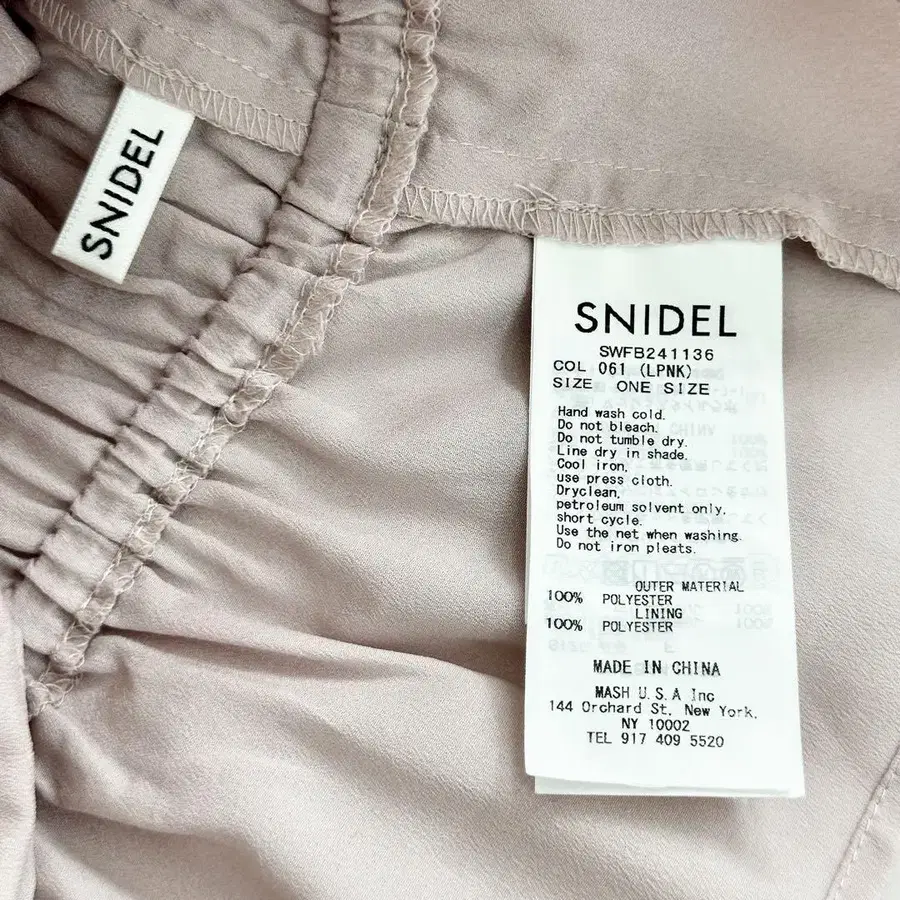 SNIDEL
SNIDEL
SWFB241136
COL 061 (LPNK)
SIZE ONE SIZE
Hand wash cold.
Do not bleach.
Do not tumble dry.
Line dry in shade.
Cool iron,
use press cloth.
Dryclean,
petroleum solvent only,
short cycle.
Use the net when washing.
Do not iron pleats.
OUTER MATERIAL
100% POLYESTER
LINING
100% POLYESTER
MADE IN CHINA
MASH U.S.A Inc
144 Orchard St, New York,
NY 10002
TEL 917 409 5520